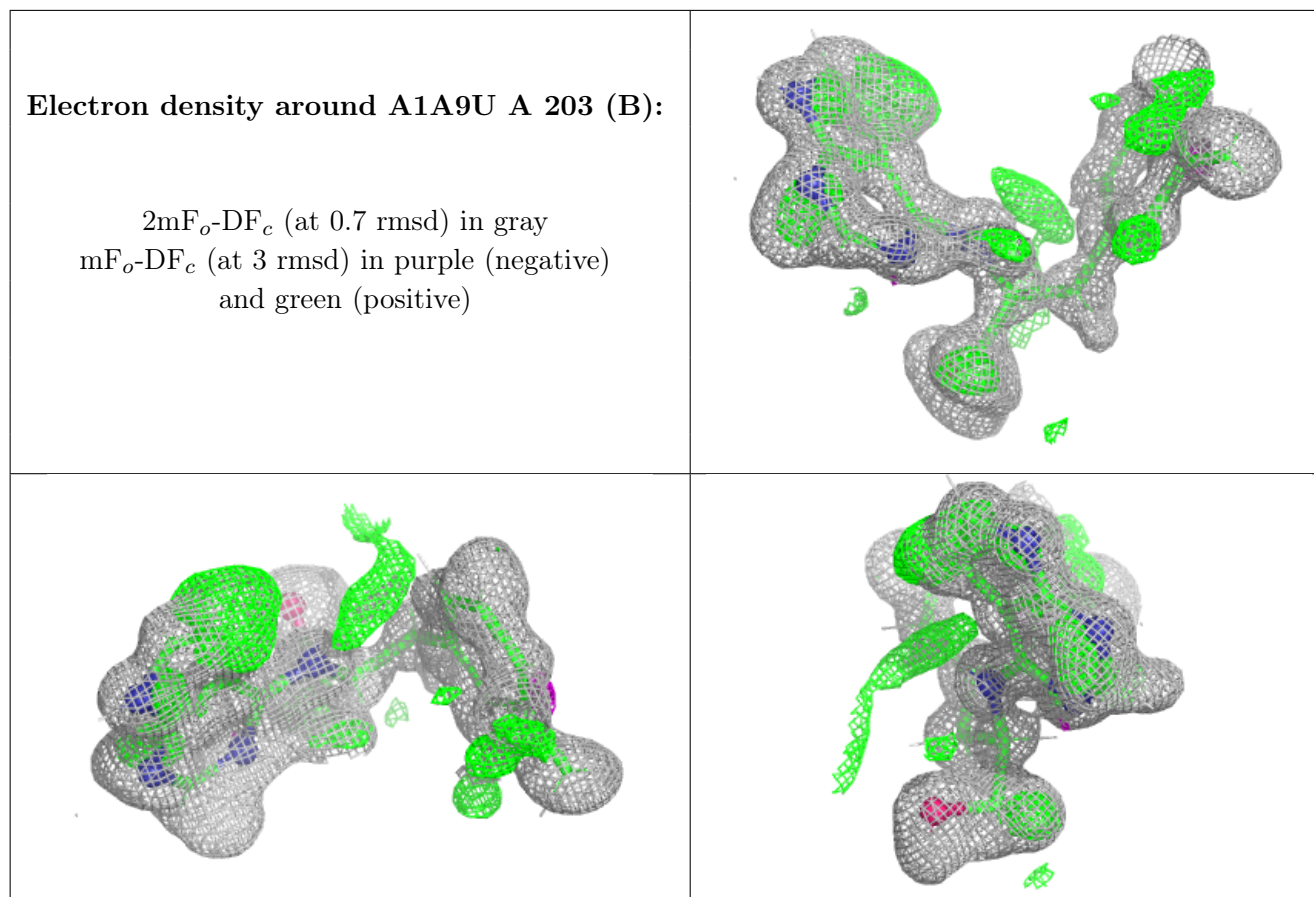 Electron density around A1A9U A 203 (B):
2mFo-DFc (at 0.7 rmsd) in gray
mFo-DFc (at 3 rmsd) in purple (negative)
and green (positive)